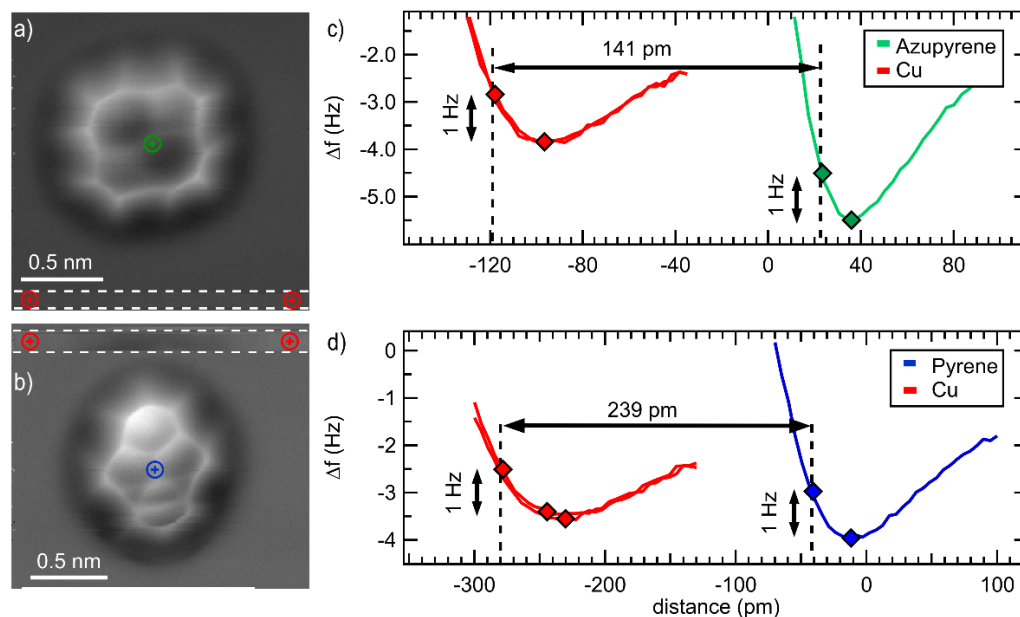 a)
0.5 nm
b)
0.5 nm
c)
141 pm
Azupyrene
Cu
1 Hz
1 Hz
Δf (Hz)
-2.0
-3.0
-4.0
-5.0
-120
-80
-40
0
40
80
d)
239 pm
Pyrene
Cu
1 Hz
1 Hz
Δf (Hz)
0
-1
-2
-3
-4
-300
-200
-100
0
100
distance (pm)